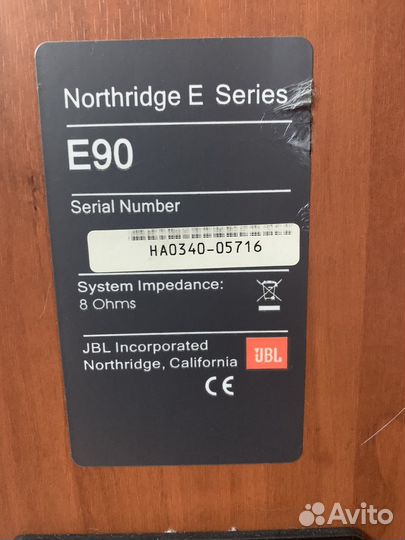 Northridge E Series
E90
Serial Number
HA0340-05716
System Impedance:
8 Ohms
JBL Incorporated
Northridge, California
JBL
CE
Avito